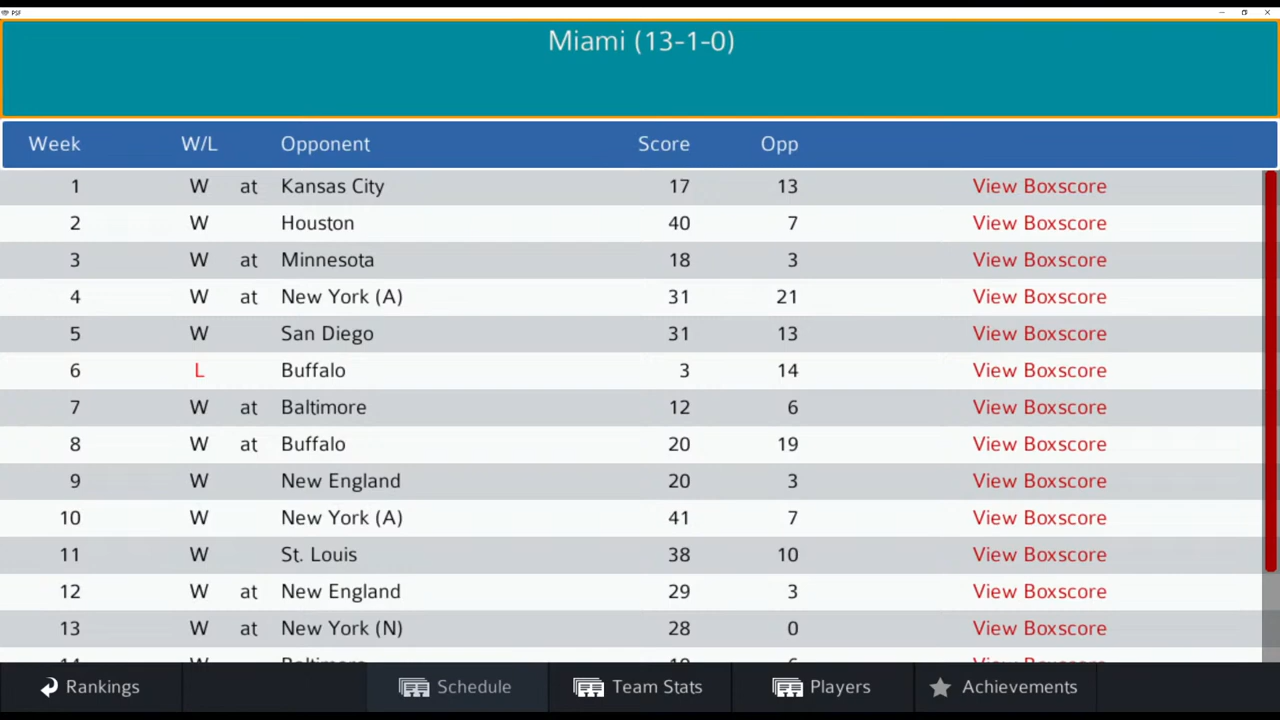 PSF
Miami (13-1-0)
Week W/L Opponent Score Opp
1 W at Kansas City 17 13 View Boxscore
2 W Houston 40 7 View Boxscore
3 W at Minnesota 18 3 View Boxscore
4 W at New York (A) 31 21 View Boxscore
5 W San Diego 31 13 View Boxscore
6 L Buffalo 3 14 View Boxscore
7 W at Baltimore 12 6 View Boxscore
8 W at Buffalo 20 19 View Boxscore
9 W New England 20 3 View Boxscore
10 W New York (A) 41 7 View Boxscore
11 W St. Louis 38 10 View Boxscore
12 W at New England 29 3 View Boxscore
13 W at New York (N) 28 0 View Boxscore
14 W Baltimore View Boxscore
Rankings Schedule Team Stats Players Achievements